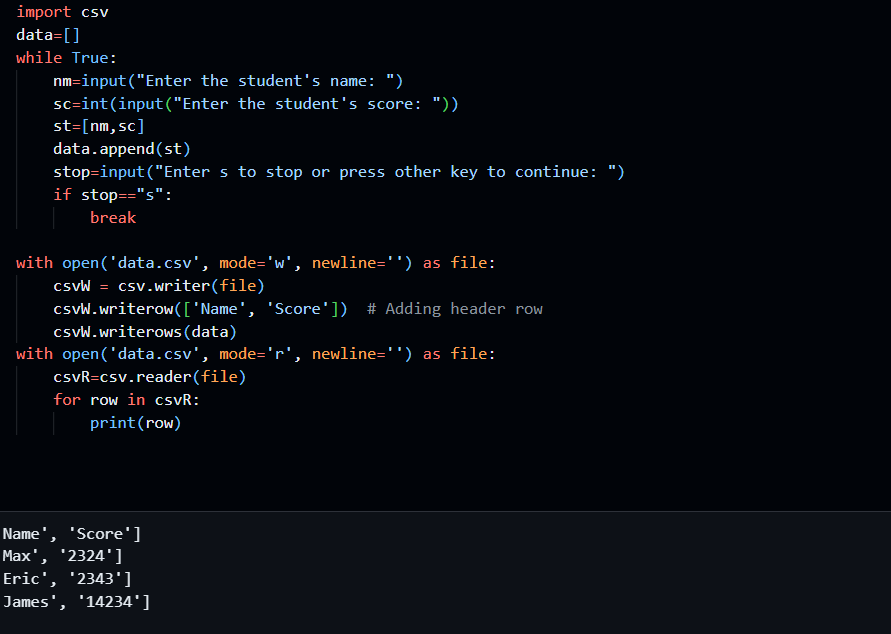 import csv
data=[]
while True:
    nm=input("Enter the student's name: ")
    sc=int(input("Enter the student's score: "))
    st=[nm,sc]
    data.append(st)
    stop=input("Enter s to stop or press other key to continue: ")
    if stop=="s":
        break

with open('data.csv', mode='w', newline='') as file:
    csvW = csv.writer(file)
    csvW.writerow(['Name', 'Score'])  # Adding header row
    csvW.writerows(data)
with open('data.csv', mode='r', newline='') as file:
    csvR=csv.reader(file)
    for row in csvR:
        print(row)
Name', 'Score']
Max', '2324']
Eric', '2343']
James', '14234']